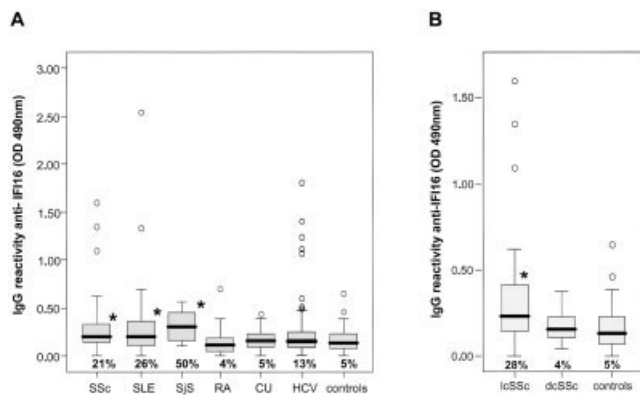 A
IgG reactivity anti- IFI16 (OD 490nm)
3.00
2.50
2.00
1.50
1.00
0.50
0.00
* * *
21% 26% 50% 4% 6% 13% 5%
SSc SLE SjS RA CU HCV controls
B
IgG reactivity anti-IFI16 (OD 490nm)
1.50
1.00
0.50
0.00
*
28% 4% 5%
lcSSc dcSSc controls